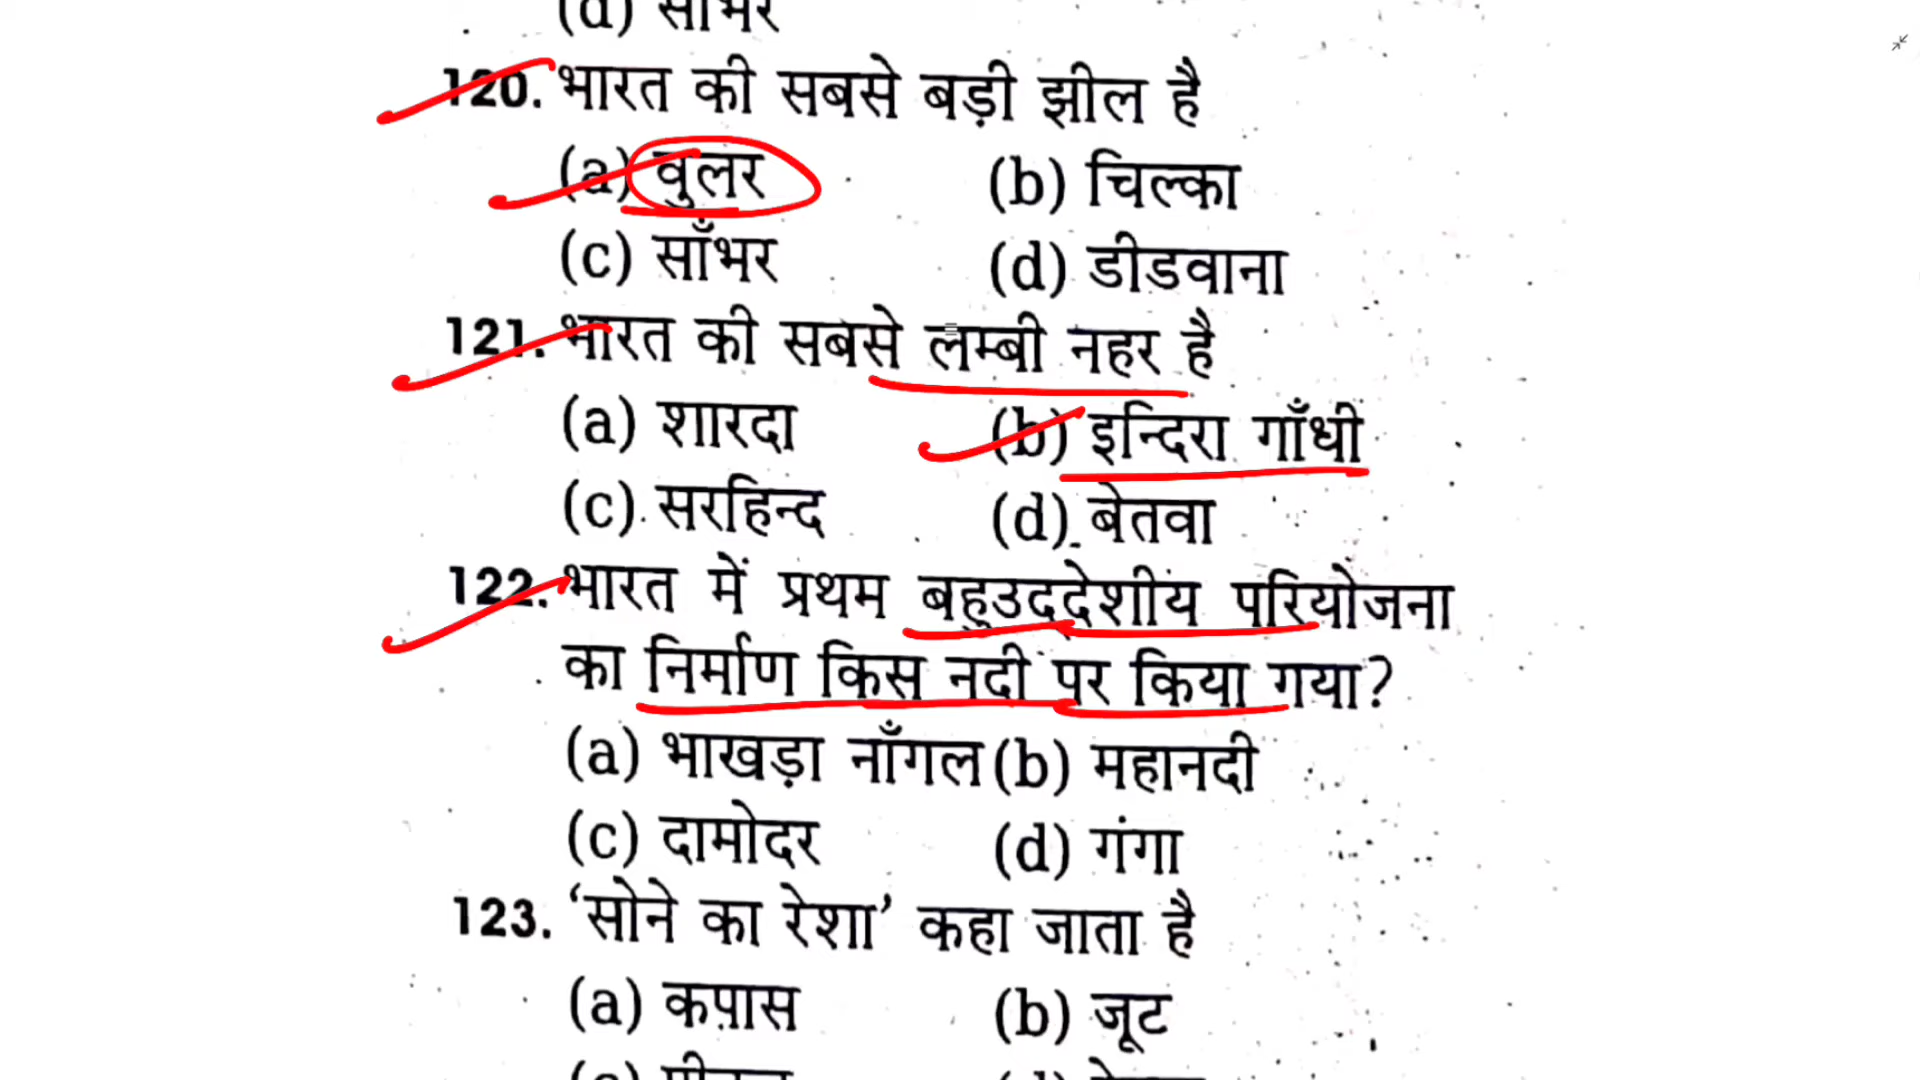 (d) साँभर
120. भारत की सबसे बड़ी झील है
(a) वुलर (b) चिल्का
(c) साँभर (d) डीडवाना
121. भारत की सबसे लम्बी नहर है
(a) शारदा (b) इन्दिरा गाँधी
(c) सरहिन्द (d) बेतवा
122. भारत में प्रथम बहुउद्देशीय परियोजना
का निर्माण किस नदी पर किया गया?
(a) भाखड़ा नाँगल (b) महानदी
(c) दामोदर (d) गंगा
123. ‘सोने का रेशा’ कहा जाता है
(a) कपास (b) जूट